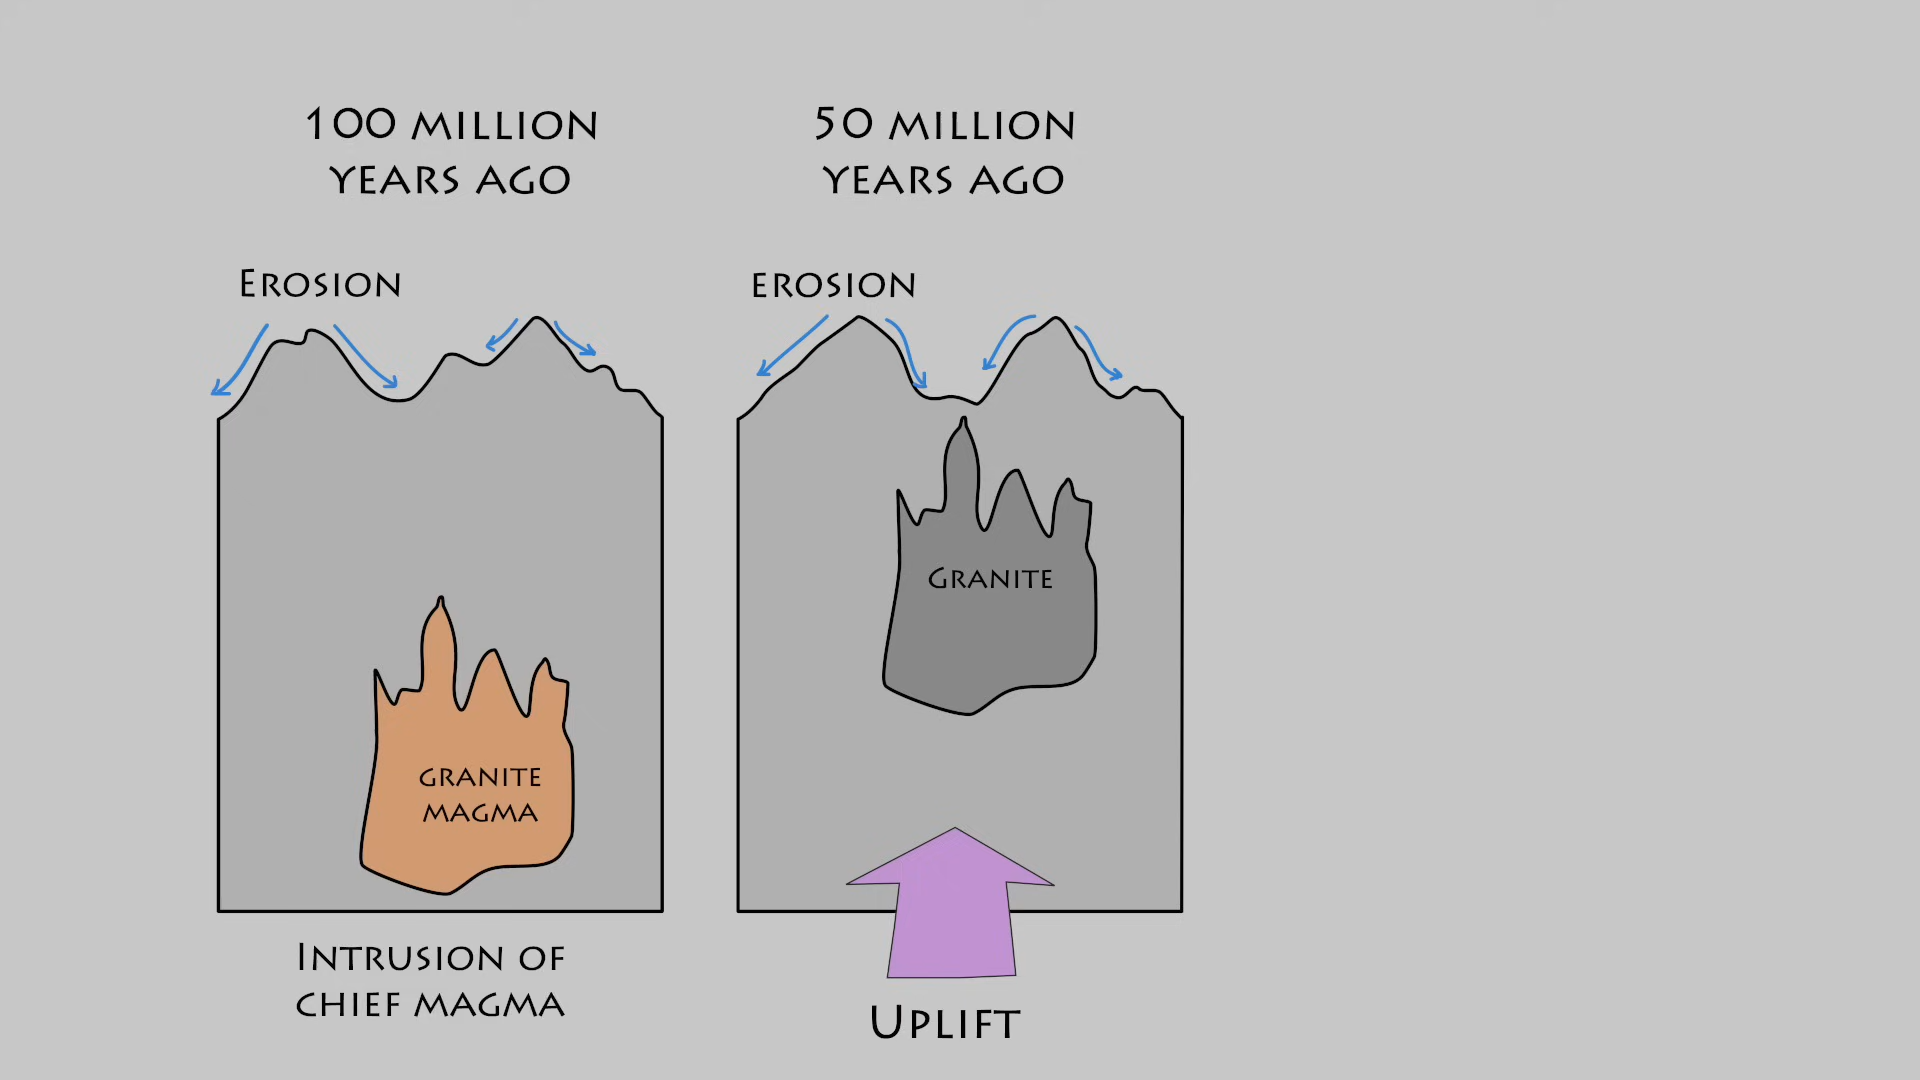 100 MILLION
YEARS AGO
50 MILLION
YEARS AGO
EROSION
EROSION
GRANITE
MAGMA
GRANITE
INTRUSION OF
CHIEF MAGMA
UPLIFT